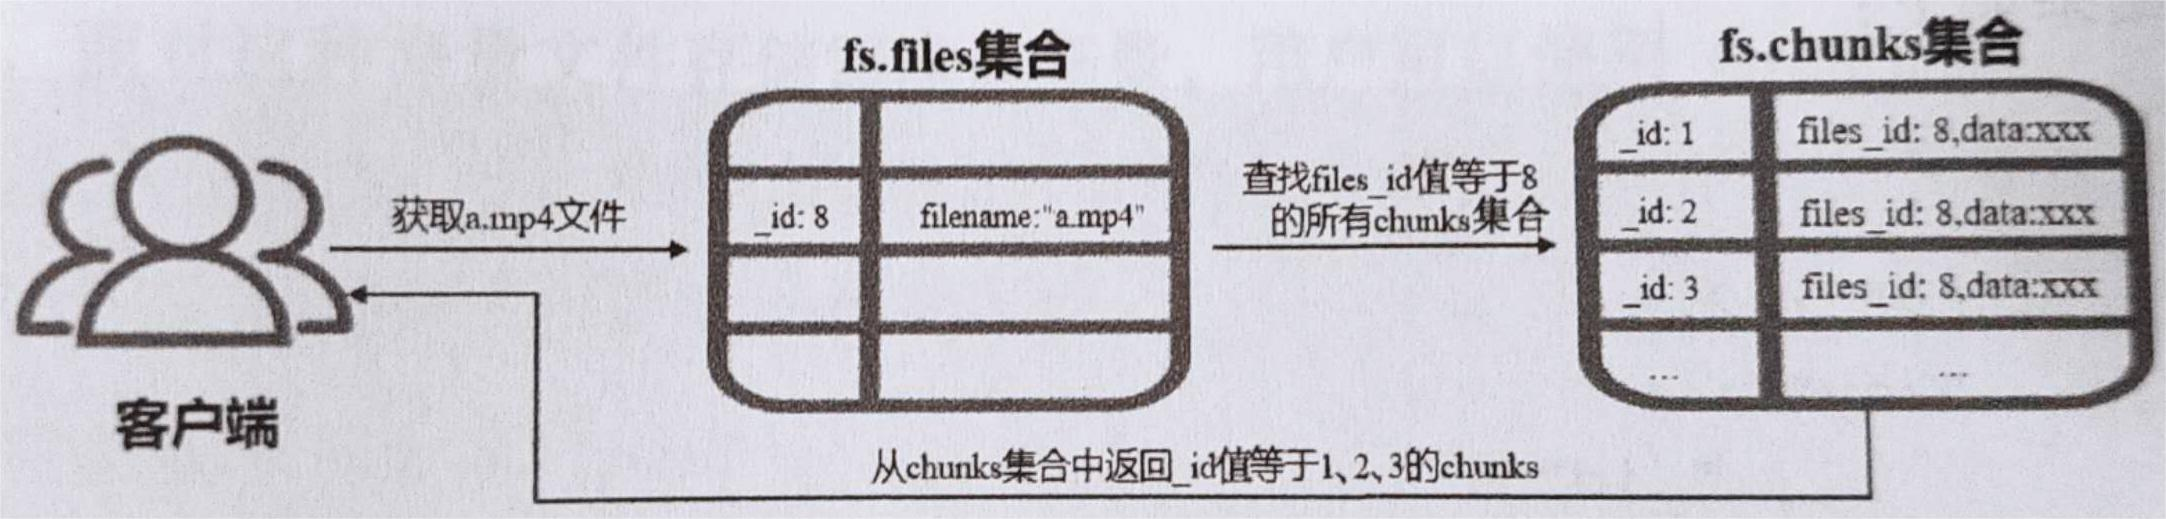 fs.files集合
fs.chunks集合
获取a.mp4文件
_id: 8
filename:"a.mp4"
查找files_id值等于8
的所有chunks集合
_id: 1
files_id: 8,data:xxx
_id: 2
files_id: 8,data:xxx
_id: 3
files_id: 8,data:xxx
...
...
客户端
从chunks集合中返回_id值等于1、2、3的chunks